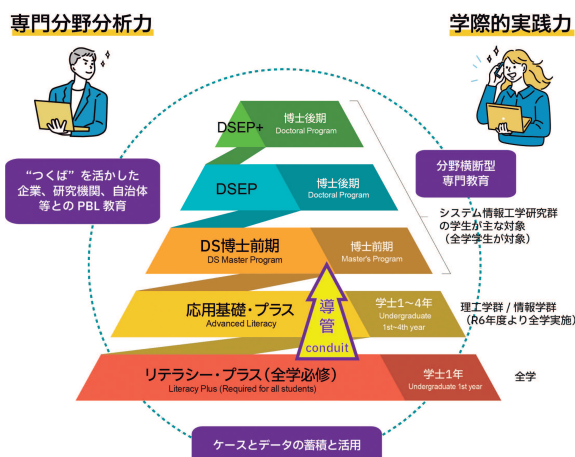 専門分野分析力
学際的実践力
DSEP+
博士後期
Doctoral Program
“つくば” を活かした
企業、研究機関、自治体
等との PBL 教育
分野横断型
専門教育
DSEP
博士後期
Doctoral Program
システム情報工学研究群
の学生が主な対象
(全学学生が対象)
DS博士前期
DS Master Program
博士前期
Master's Program
応用基礎・プラス
Advanced Literacy
導管
conduit
学士1〜4年
Undergraduate
1st~4th year
理工学群 / 情報学群
(R6年度より全学実施)
リテラシー・プラス(全学必修)
Literacy Plus (Required for all students)
学士1年
Undergraduate 1st year
全学
ケースとデータの蓄積と活用